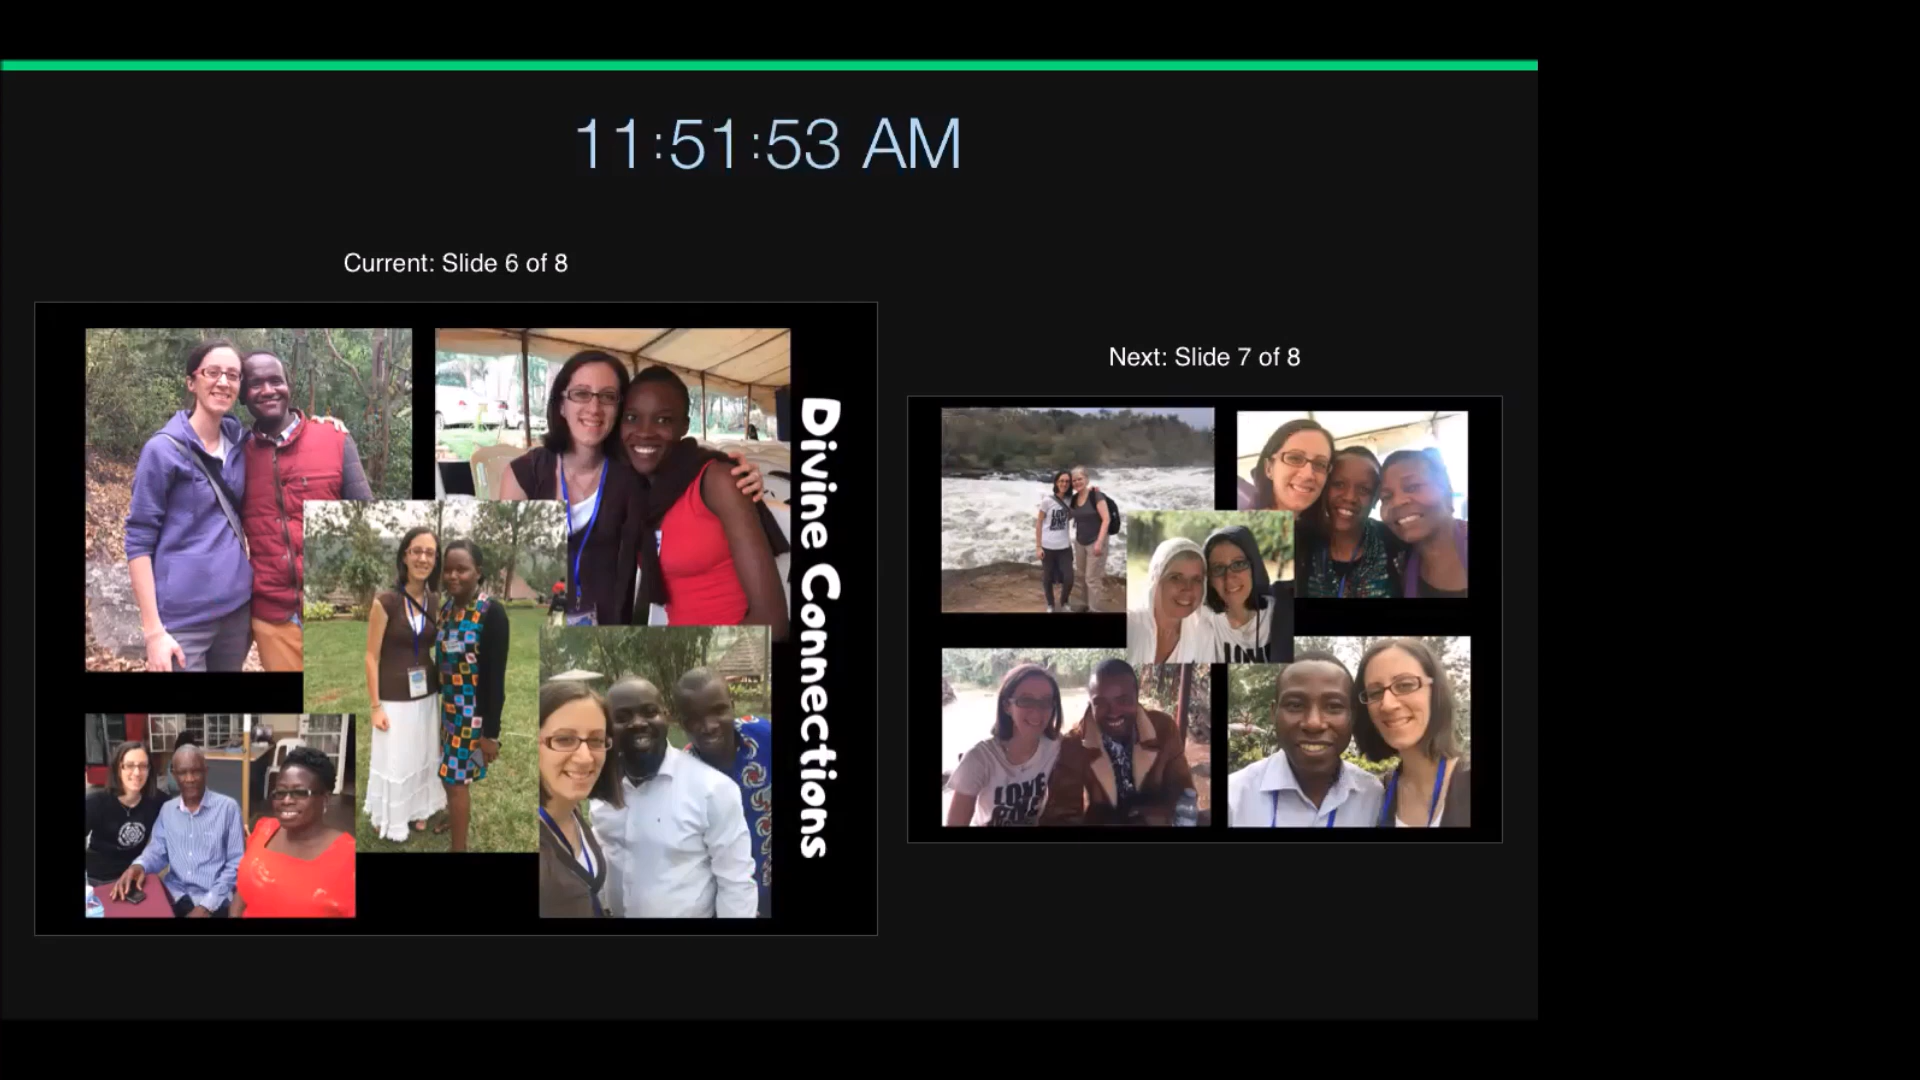 11:51:53 AM
Current: Slide 6 of 8
Divine Connections
Next: Slide 7 of 8
LOVE